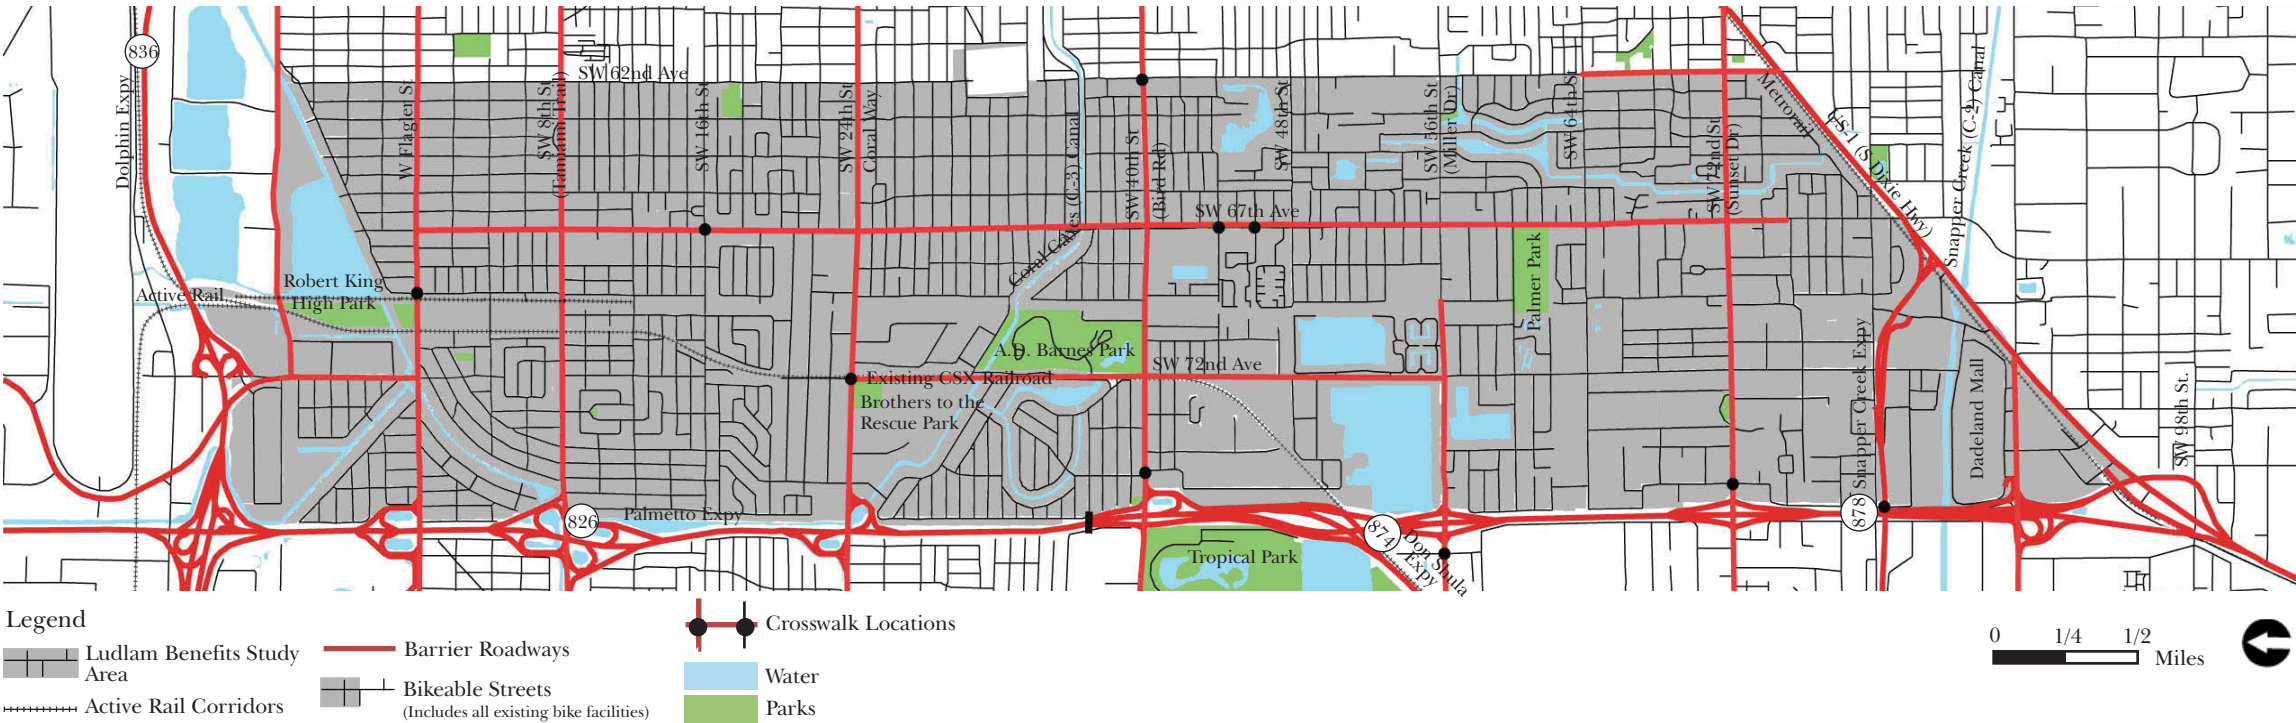 836
Dolphin Expy
W Flagler St
SW 8th St
(Tamiami Trail)
SW 62nd Ave
SW 16th St
SW 24th St
Coral Way
Coral Gables (C-3) Canal
SW 40th St
(Bird Rd)
SW 48th St
SW 56th St
(Miller Dr)
SW 64th St
SW 72nd St
(Sunset Dr)
Metrorail
US-1 (S Dixie Hwy)
Snapper Creek (C-2) Canal
SW 67th Ave
Active Rail
Robert King
High Park
Palmer Park
A.D. Barnes Park
SW 72nd Ave
Existing CSX Railroad
Brothers to the
Rescue Park
Snapper Creek Expy
Dadeland Mall
SW 98th St.
826
Palmetto Expy
874
Don Shula
Expy
878
Tropical Park
Legend
Ludlam Benefits Study
Area
Active Rail Corridors
Barrier Roadways
Bikeable Streets
(Includes all existing bike facilities)
Crosswalk Locations
Water
Parks
0 1/4 1/2
Miles